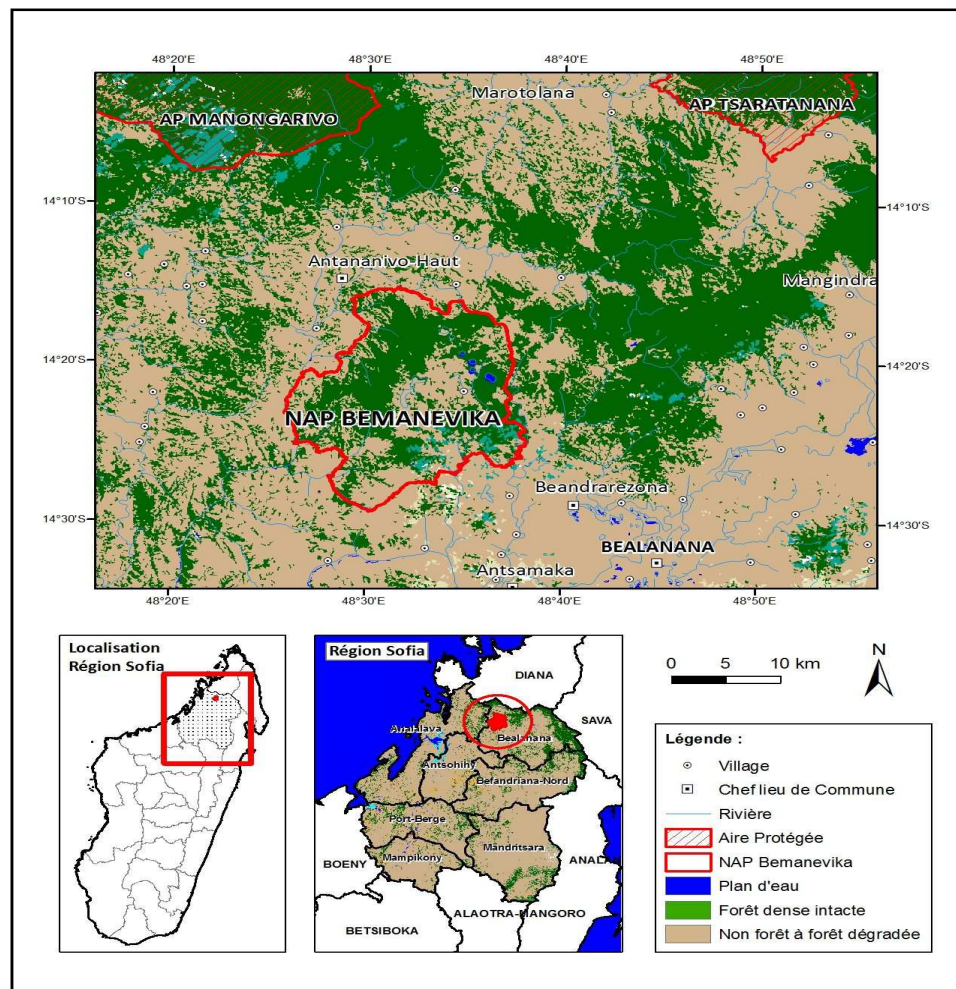 48°20'E 48°30'E 48°40'E 48°50'E
Marotolana
AP MANONGARIVO
AP TSARATANANA
14°10'S 14°10'S
Antananivo Haut
Mangindra
14°20'S 14°20'S
NAP BEMANEVIKA
Beandrarezona
14°30'S 14°30'S
BEALANANA
Antsamaka
48°20'E 48°30'E 48°40'E 48°50'E
Localisation
Région Sofia
Région Sofia
DIANA
SAVA
Analalava
Bealanana
Antsohihy
Befandriana-Nord
Port-Berge
Mandritsara
Mampikony
BOENY
ANALA
ALAOTRA-MANGORO
BETSIBOKA
N
0 5 10 km
Légende :
Village
Chef lieu de Commune
Rivière
Aire Protégée
NAP Bemanevika
Plan d'eau
Forêt dense intacte
Non forêt à forêt dégradée